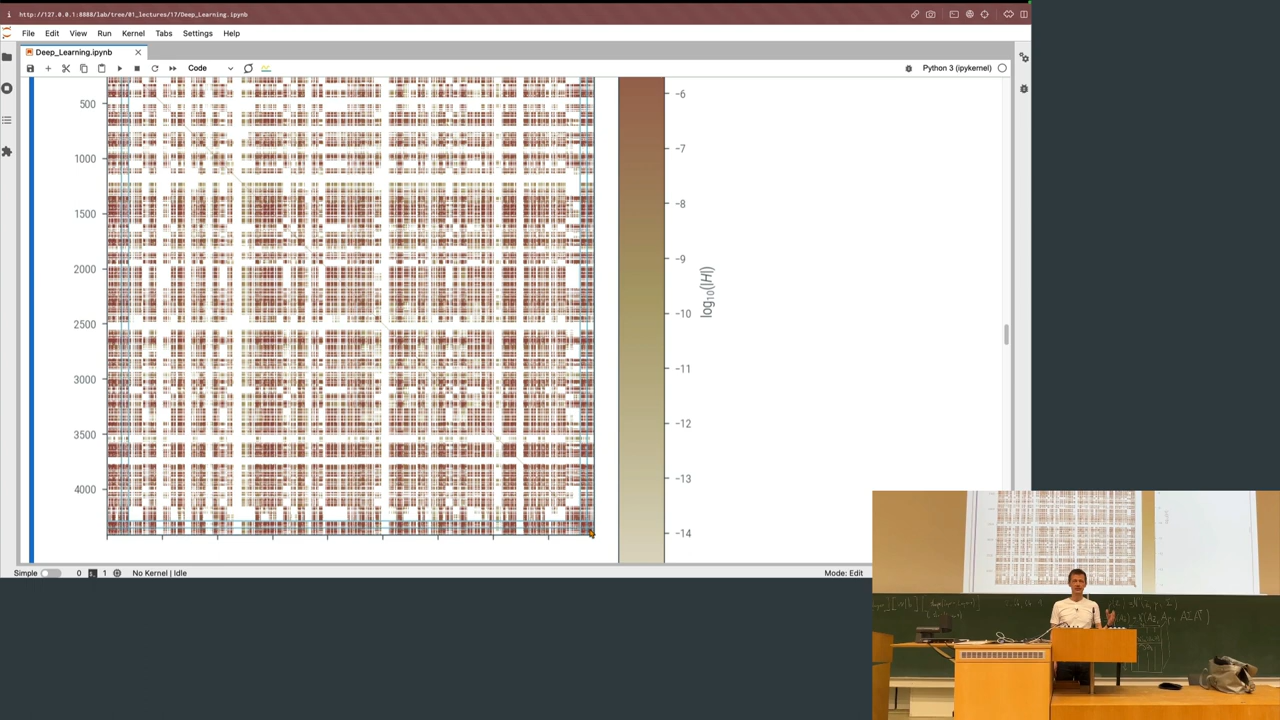 http://127.0.0.1:8888/lab/tree/01_lectures/17/Deep_Learning.ipynb
File Edit View Run Kernel Tabs Settings Help
Deep_Learning.ipynb
Code
Python 3 (ipykernel)
500
1000
1500
2000
2500
3000
3500
4000
-6
-7
-8
-9
-10
-11
-12
-13
-14
log10(|H|)
Simple 0 1 No Kernel | Idle Mode: Edit